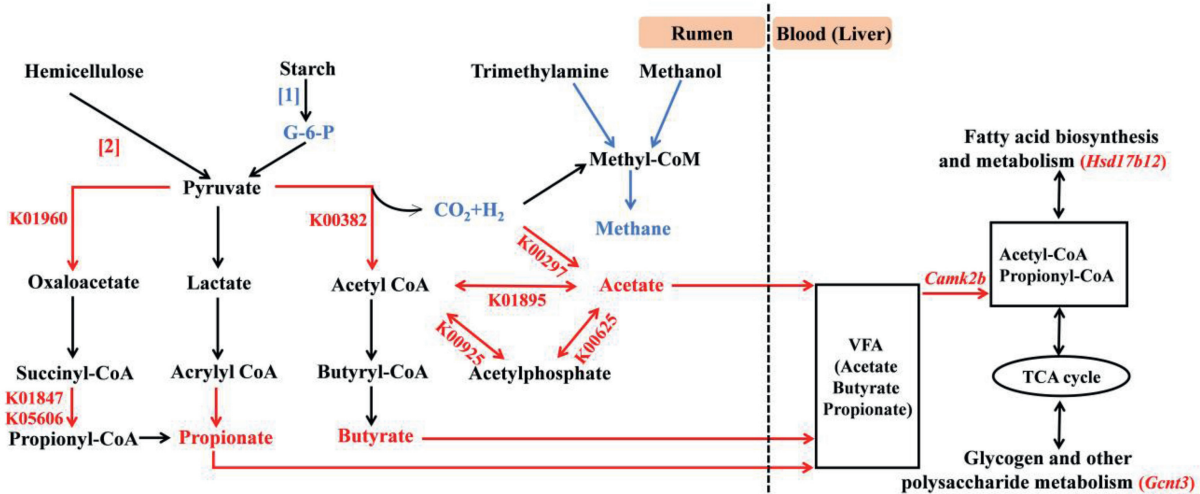 Rumen
Blood (Liver)
Hemicellulose
Starch
Trimethylamine
Methanol
[1]
G-6-P
[2]
Methyl-CoM
Fatty acid biosynthesis
and metabolism (Hsd17b12)
Pyruvate
K01960
K00382
CO₂+H₂
Methane
K00297
Oxaloacetate
Lactate
Acetyl CoA
K01895
Acetate
Camk2b
Acetyl-CoA
Propionyl-CoA
K00925
K00625
Succinyl-CoA
Acrylyl CoA
Butyryl-CoA
Acetylphosphate
VFA
(Acetate
Butyrate
Propionate)
TCA cycle
K01847
K05606
Propionyl-CoA
Propionate
Butyrate
Glycogen and other
polysaccharide metabolism (Gcnt3)